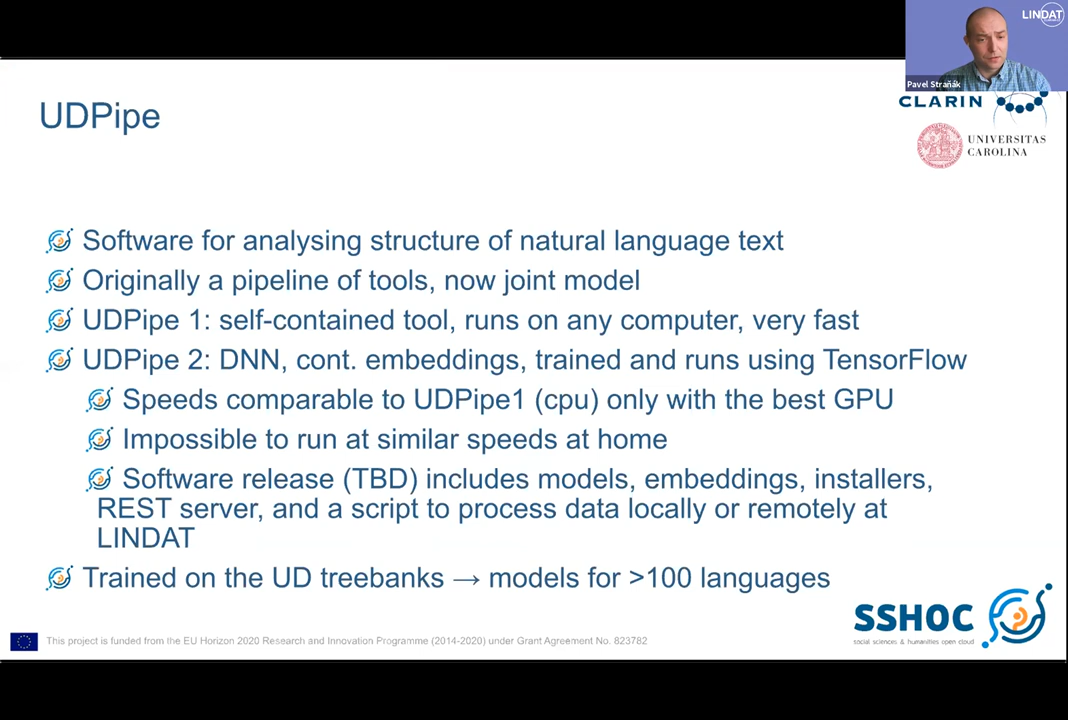 LINDAT
Pavel Straňák
CLARIN
UNIVERSITAS
CAROLINA
UDPipe
Software for analysing structure of natural language text
Originally a pipeline of tools, now joint model
UDPipe 1: self-contained tool, runs on any computer, very fast
UDPipe 2: DNN, cont. embeddings, trained and runs using TensorFlow
Speeds comparable to UDPipe1 (cpu) only with the best GPU
Impossible to run at similar speeds at home
Software release (TBD) includes models, embeddings, installers,
REST server, and a script to process data locally or remotely at
LINDAT
Trained on the UD treebanks → models for >100 languages
SSHOC
social sciences & humanities open cloud
This project is funded from the EU Horizon 2020 Research and Innovation Programme (2014-2020) under Grant Agreement No. 823782